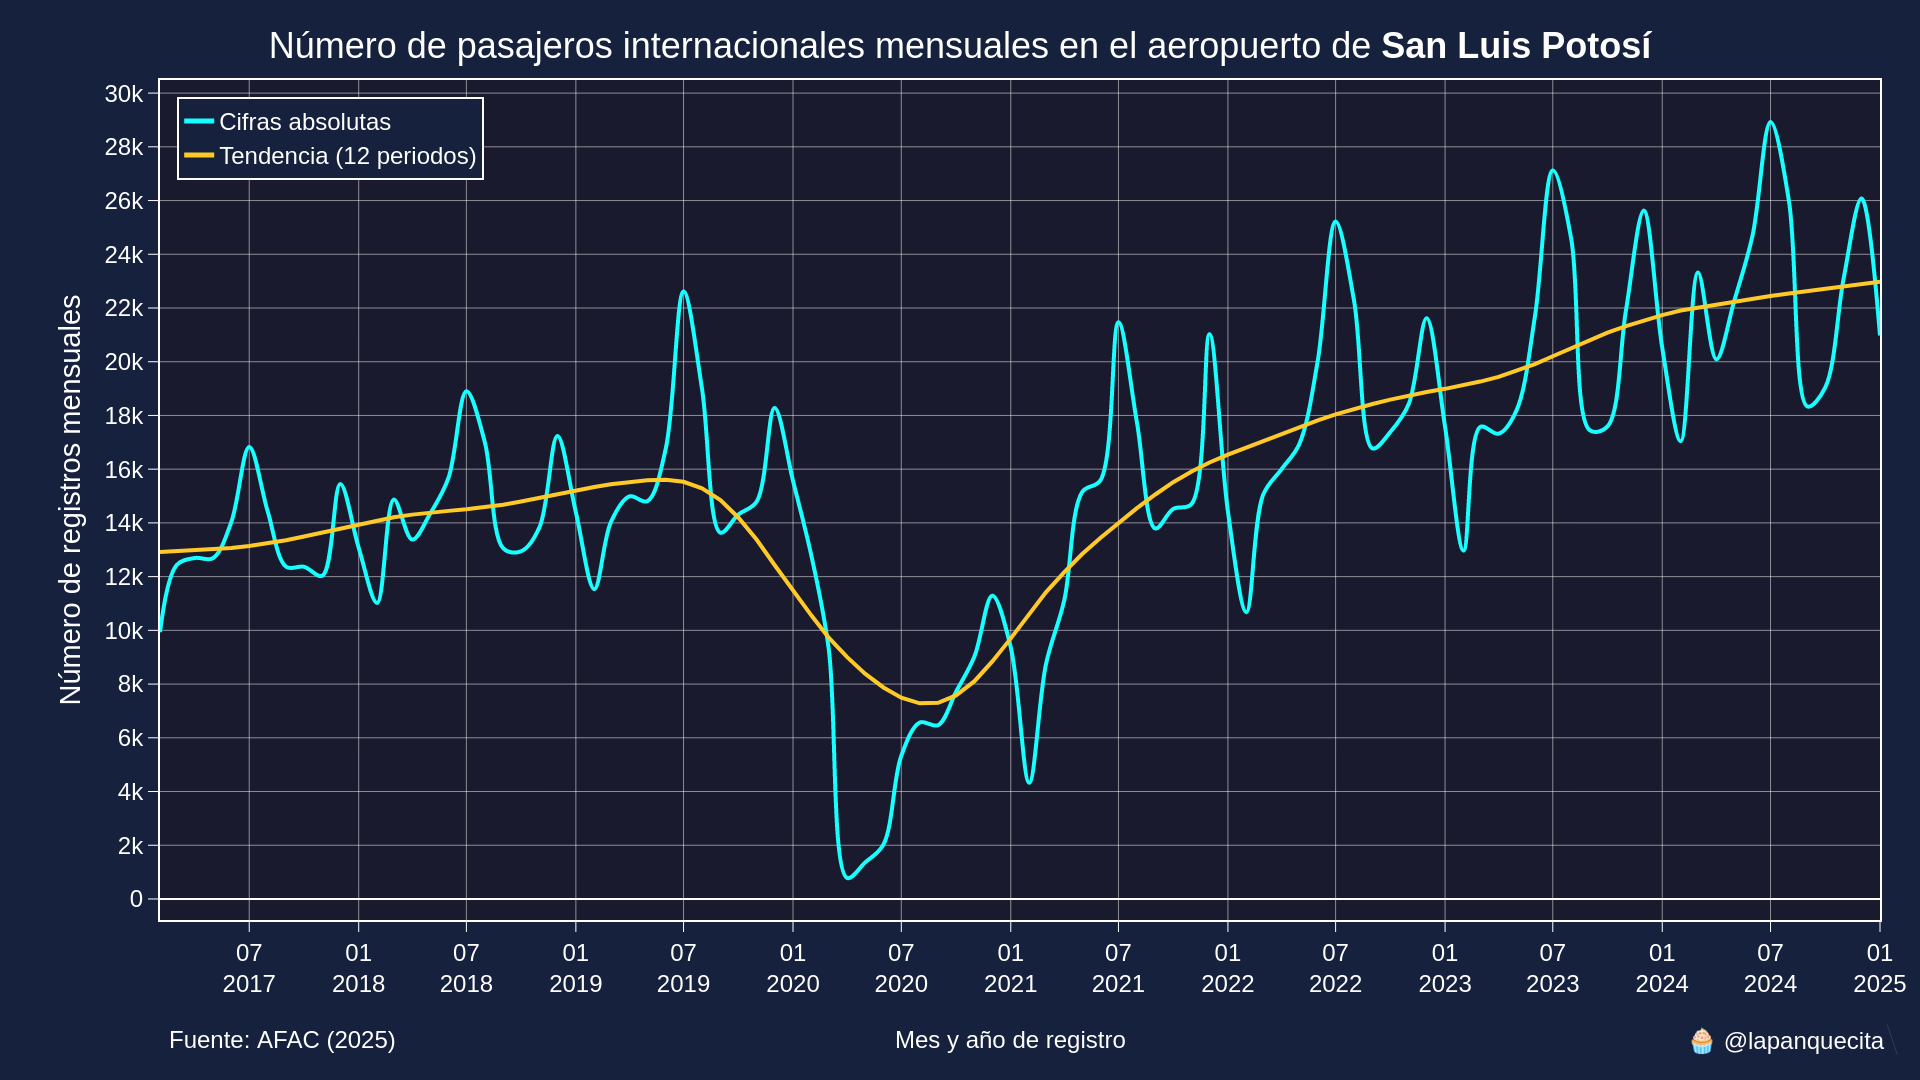 Número de pasajeros internacionales mensuales en el aeropuerto de San Luis Potosí
Cifras absolutas
Tendencia (12 periodos)
Número de registros mensuales
30k
28k
26k
24k
22k
20k
18k
16k
14k
12k
10k
8k
6k
4k
2k
0
07 01 07 01 07 01 07 01 07 01 07 01 07 01 07 01
2017 2018 2018 2019 2019 2020 2020 2021 2021 2022 2022 2023 2023 2024 2024 2025
Fuente: AFAC (2025)
Mes y año de registro
🧁 @lapanquecita